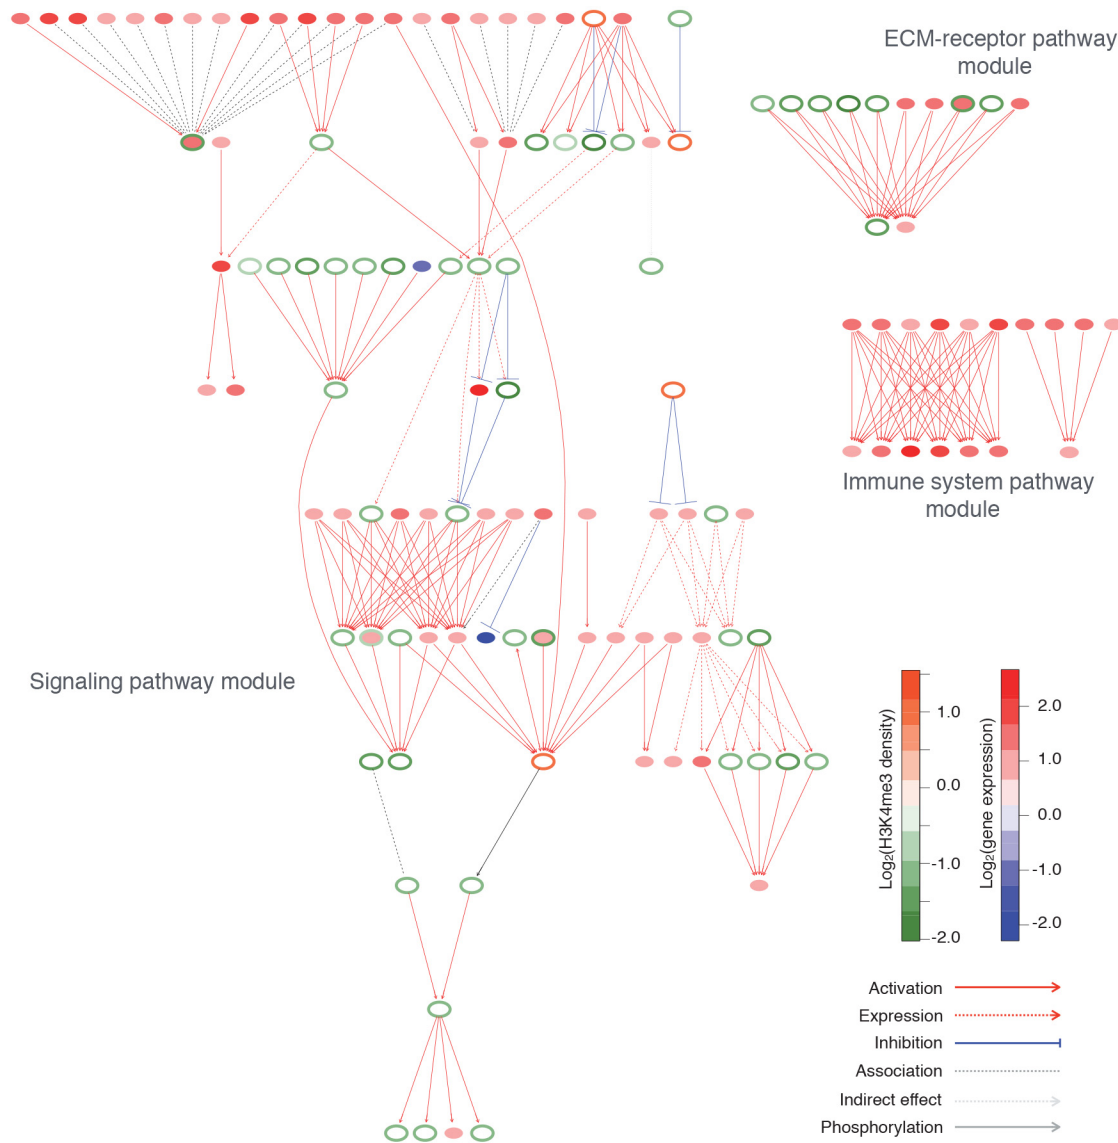 ECM-receptor pathway
module
Immune system pathway
module
Signaling pathway module
Log2(H3K4me3 density)
1.0
0.0
-1.0
-2.0
Log2(gene expression)
2.0
1.0
0.0
-1.0
-2.0
Activation
Expression
Inhibition
Association
Indirect effect
Phosphorylation